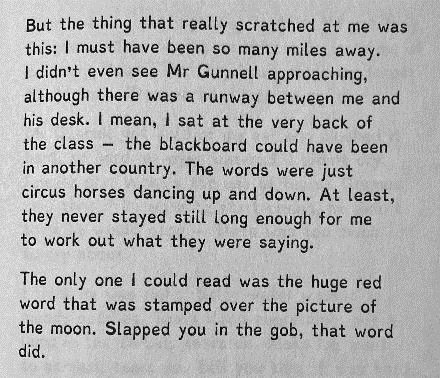 But the thing that really scratched at me was
this: I must have been so many miles away.
I didn't even see Mr Gunnell approaching,
although there was a runway between me and
his desk. I mean, I sat at the very back of
the class – the blackboard could have been
in another country. The words were just
circus horses dancing up and down. At least,
they never stayed still long enough for me
to work out what they were saying.
The only one I could read was the huge red
word that was stamped over the picture of
the moon. Slapped you in the gob, that word
did.